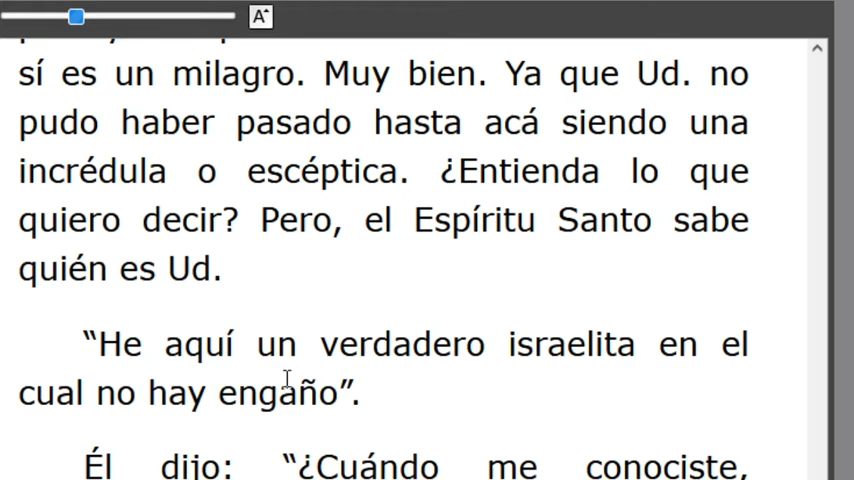 A
sí es un milagro. Muy bien. Ya que Ud. no
pudo haber pasado hasta acá siendo una
incrédula o escéptica. ¿Entienda lo que
quiero decir? Pero, el Espíritu Santo sabe
quién es Ud.
“He aquí un verdadero israelita en el
cual no hay engaño”.
Él dijo: “¿Cuándo me conociste,